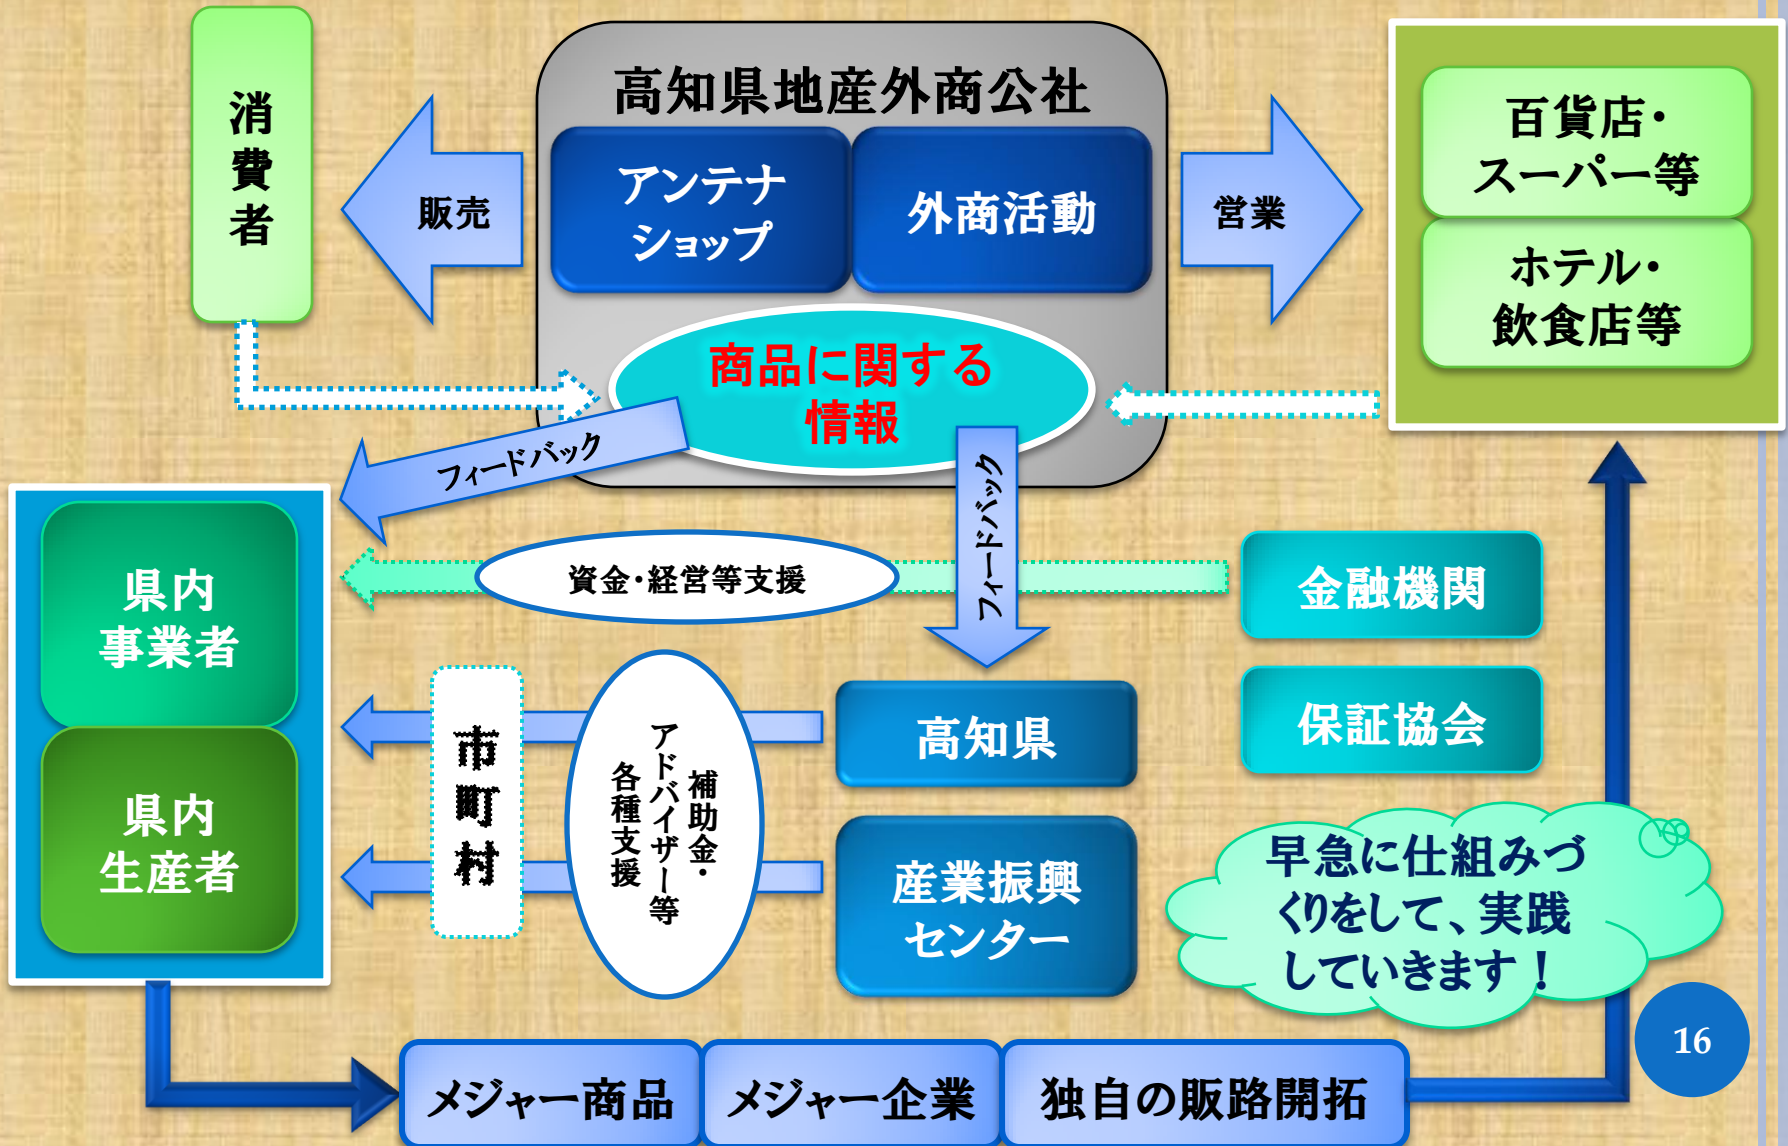 高知県地産外商公社
消費者
販売
アンテナ
ショップ
外商活動
営業
百貨店・
スーパー等
ホテル・
飲食店等
商品に関する
情報
フィードバック
フィードバック
県内
事業者
県内
生産者
資金・経営等支援
金融機関
保証協会
市町村
補助金・
アドバイザー等
各種支援
高知県
産業振興
センター
早急に仕組みづ
くりをして、実践
していきます！
16
メジャー商品
メジャー企業
独自の販路開拓